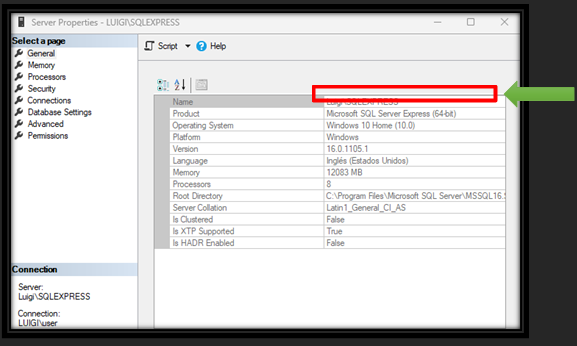 Server Properties - LUIGI\SQLEXPRESS
Select a page
General
Memory
Processors
Security
Connections
Database Settings
Advanced
Permissions
Script
Help
Name Luigi\SQLEXPRESS
Product Microsoft SQL Server Express (64-bit)
Operating System Windows 10 Home (10.0)
Platform Windows
Version 16.0.1105.1
Language Inglés (Estados Unidos)
Memory 12083 MB
Processors 8
Root Directory C:\Program Files\Microsoft SQL Server\MSSQL16.
Server Collation Latin1_General_CI_AS
Is Clustered False
Is XTP Supported True
Is HADR Enabled False
Connection
Server:
Luigi\SQLEXPRESS
Connection:
LUIGI\user